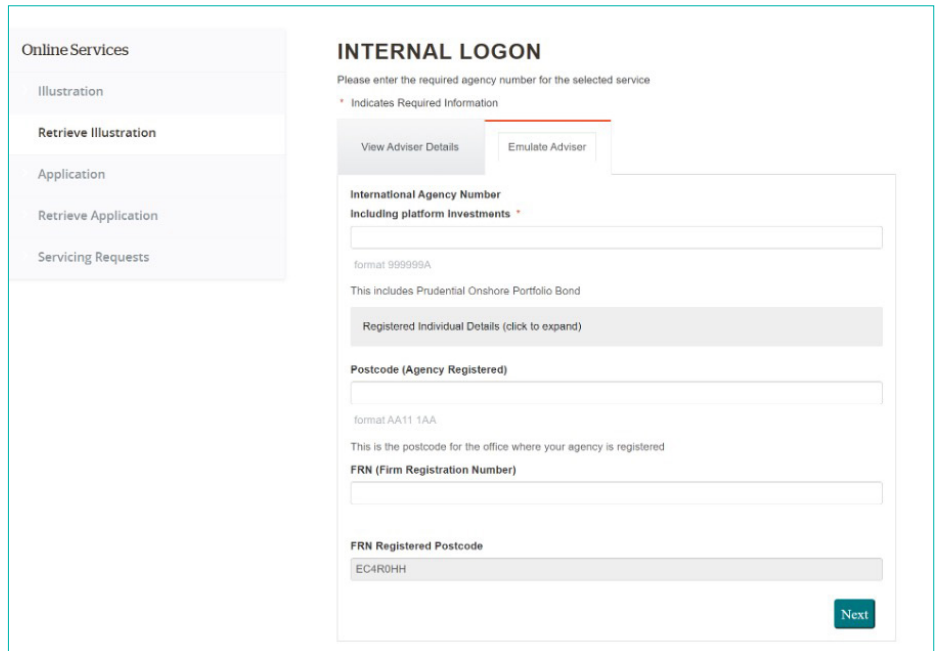 Online Services
Illustration
Retrieve Illustration
Application
Retrieve Application
Servicing Requests
INTERNAL LOGON
Please enter the required agency number for the selected service
* Indicates Required Information
View Adviser Details
Emulate Adviser
International Agency Number
Including platform Investments *
format 999999A
This includes Prudential Onshore Portfolio Bond
Registered Individual Details (click to expand)
Postcode (Agency Registered)
format AA11 1AA
This is the postcode for the office where your agency is registered
FRN (Firm Registration Number)
FRN Registered Postcode
EC4R0HH
Next